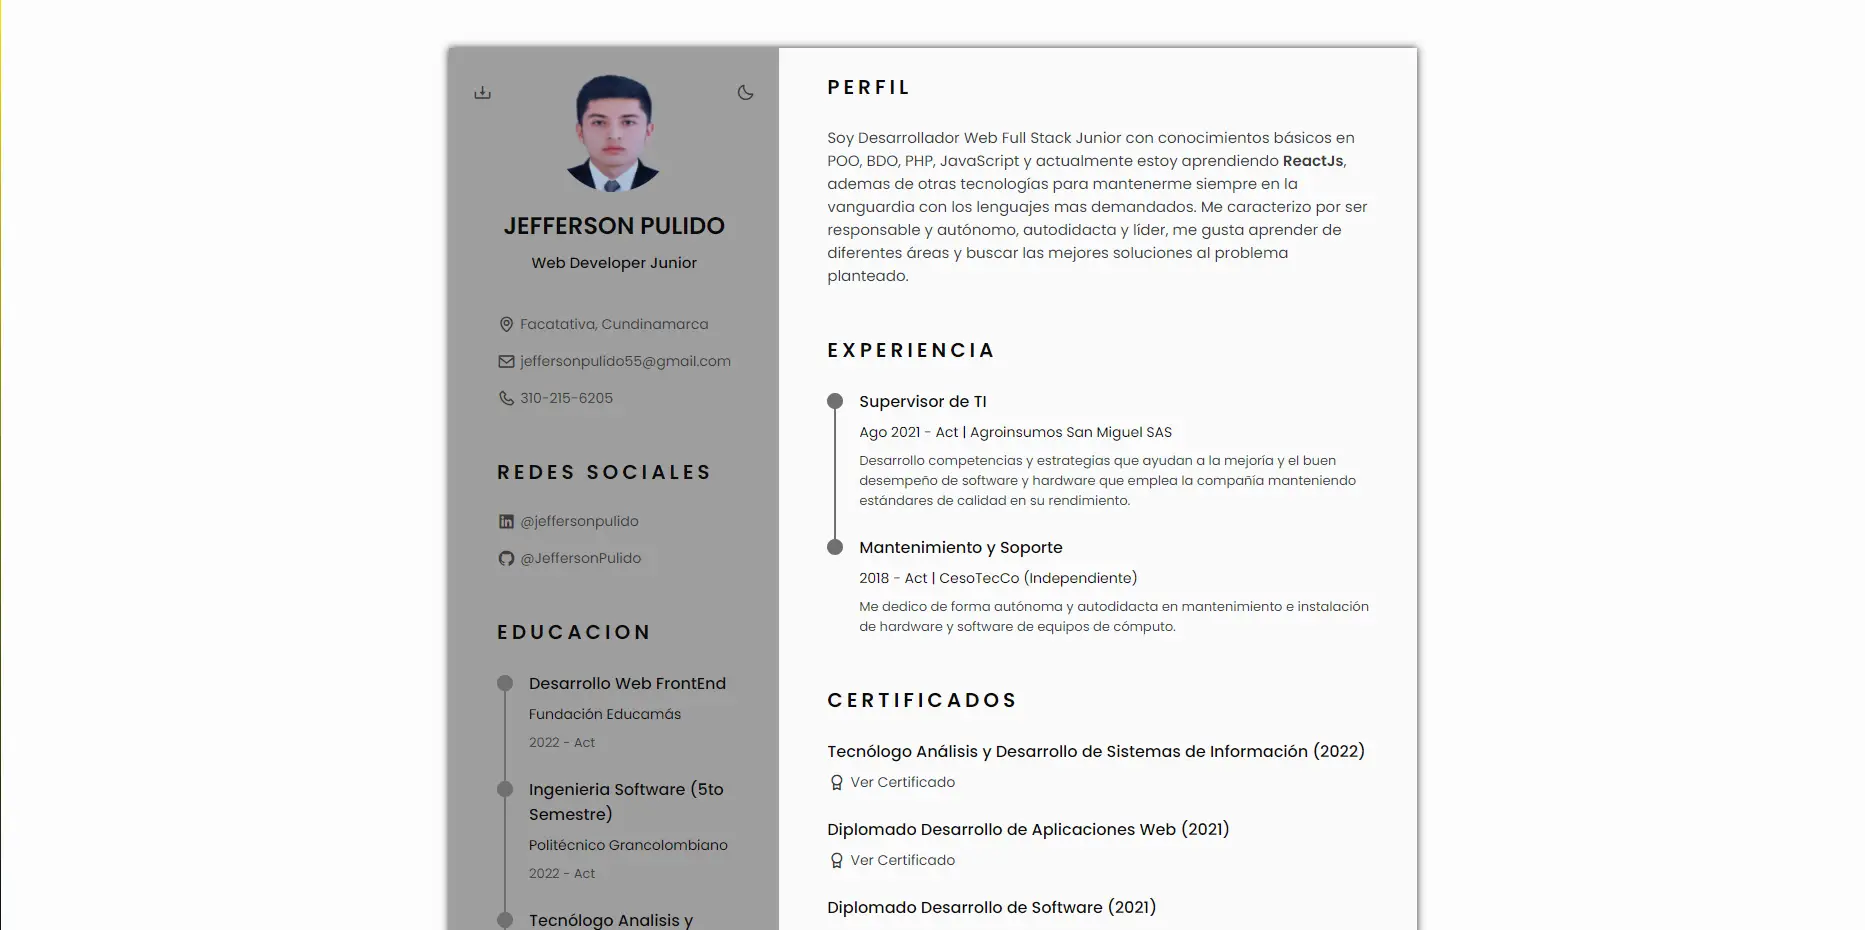 JEFFERSON PULIDO
Web Developer Junior
Facatativa, Cundinamarca
jeffersonpulido55@gmail.com
310-215-6205
REDES SOCIALES
@jeffersonpulido
@JeffersonPulido
EDUCACION
Desarrollo Web FrontEnd
Fundación Educamás
2022 - Act
Ingenieria Software (5to
Semestre)
Politécnico Grancolombiano
2022 - Act
Tecnólogo Analisis y
PERFIL
Soy Desarrollador Web Full Stack Junior con conocimientos básicos en
POO, BDO, PHP, JavaScript y actualmente estoy aprendiendo ReactJs,
ademas de otras tecnologías para mantenerme siempre en la
vanguardia con los lenguajes mas demandados. Me caracterizo por ser
responsable y autónomo, autodidacta y líder, me gusta aprender de
diferentes áreas y buscar las mejores soluciones al problema
planteado.
EXPERIENCIA
Supervisor de TI
Ago 2021 - Act | Agroinsumos San Miguel SAS
Desarrollo competencias y estrategias que ayudan a la mejoría y el buen
desempeño de software y hardware que emplea la compañía manteniendo
estándares de calidad en su rendimiento.
Mantenimiento y Soporte
2018 - Act | CesoTecCo (Independiente)
Me dedico de forma autónoma y autodidacta en mantenimiento e instalación
de hardware y software de equipos de cómputo.
CERTIFICADOS
Tecnólogo Análisis y Desarrollo de Sistemas de Información (2022)
Ver Certificado
Diplomado Desarrollo de Aplicaciones Web (2021)
Ver Certificado
Diplomado Desarrollo de Software (2021)